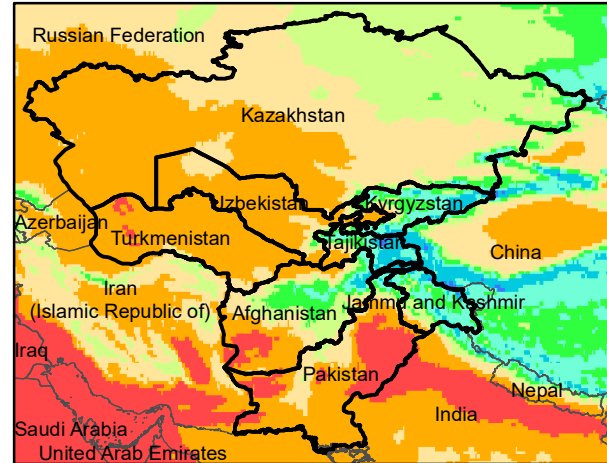 Russian Federation
Kazakhstan
Izbekistan
Kyrgyzstan
Azerbaijan
Turkmenistan
Tajikistan
China
Iran
(Islamic Republic of)
Afghanistan
Jammu and Kashmir
Iraq
Pakistan
Nepal
India
Saudi Arabia
United Arab Emirates